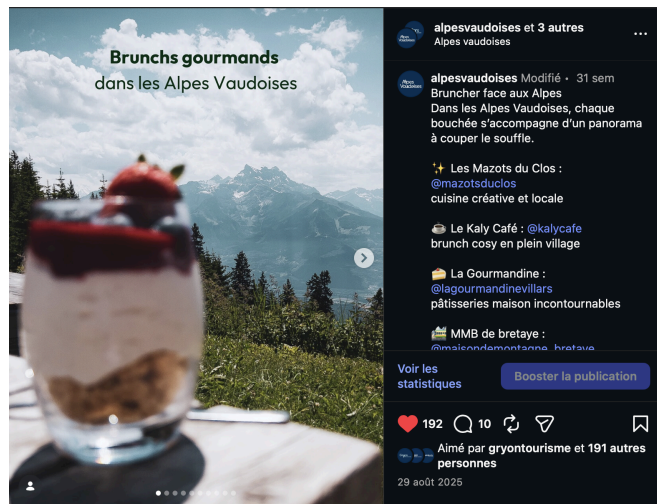 Brunchs gourmands
dans les Alpes Vaudoises
alpesvaudoises et 3 autres
Alpes vaudoises
alpesvaudoises Modifié • 31 sem
Bruncher face aux Alpes
Dans les Alpes Vaudoises, chaque
bouchée s’accompagne d’un panorama
à couper le souffle.
✨ Les Mazots du Clos :
@mazotsduclos
cuisine créative et locale
☕ Le Kaly Café : @kalycafe
brunch cosy en plein village
🍰 La Gourmandine :
@lagourmandinevillars
pâtisseries maison incontournables
🏞️ MMB de bretaye :
@maisondemontagne_bretaye
Voir les
statistiques
Booster la publication
192
10
Aimé par gryontourisme et 191 autres
personnes
29 août 2025